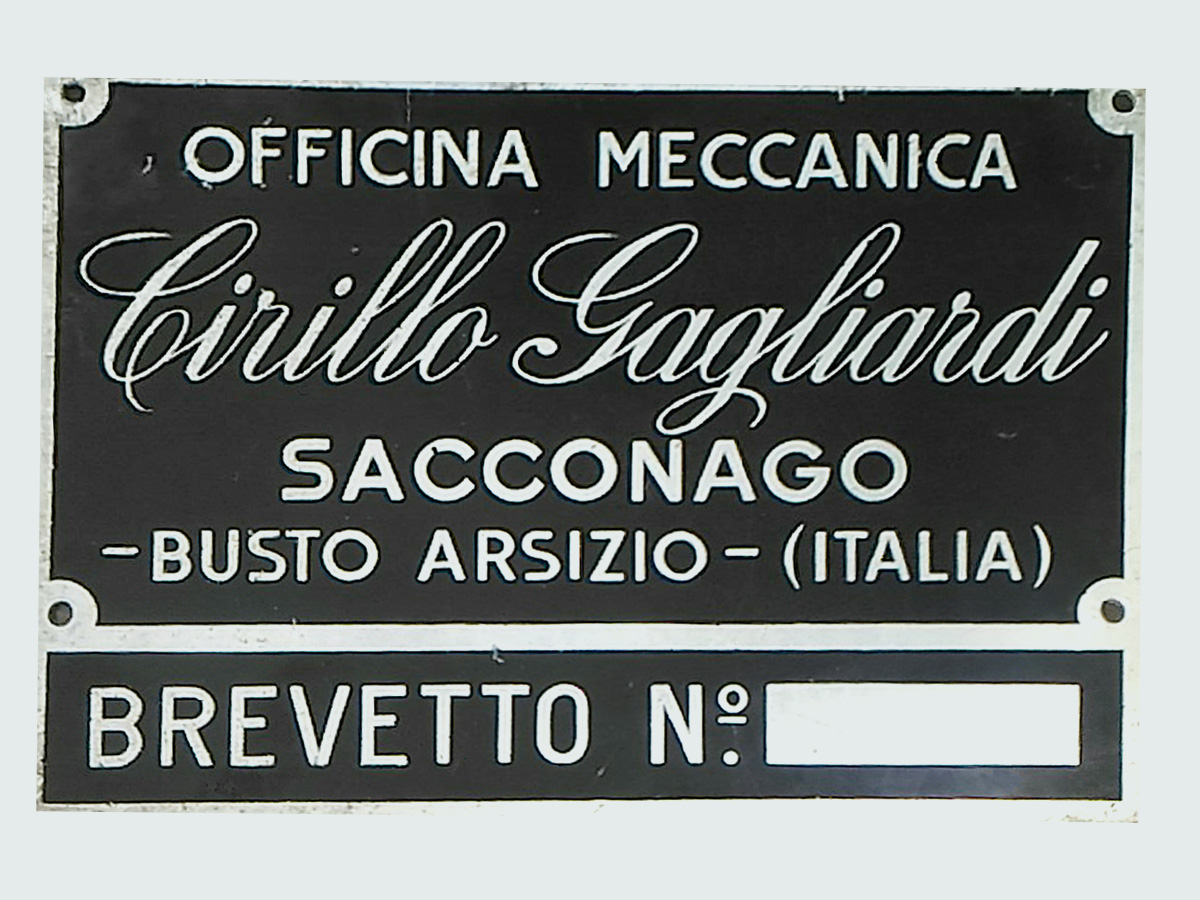 OFFICINA MECCANICA
Cirillo Gagliardi
SACCONAGO
-BUSTO ARSIZIO-(ITALIA)
BREVETTO Nº.